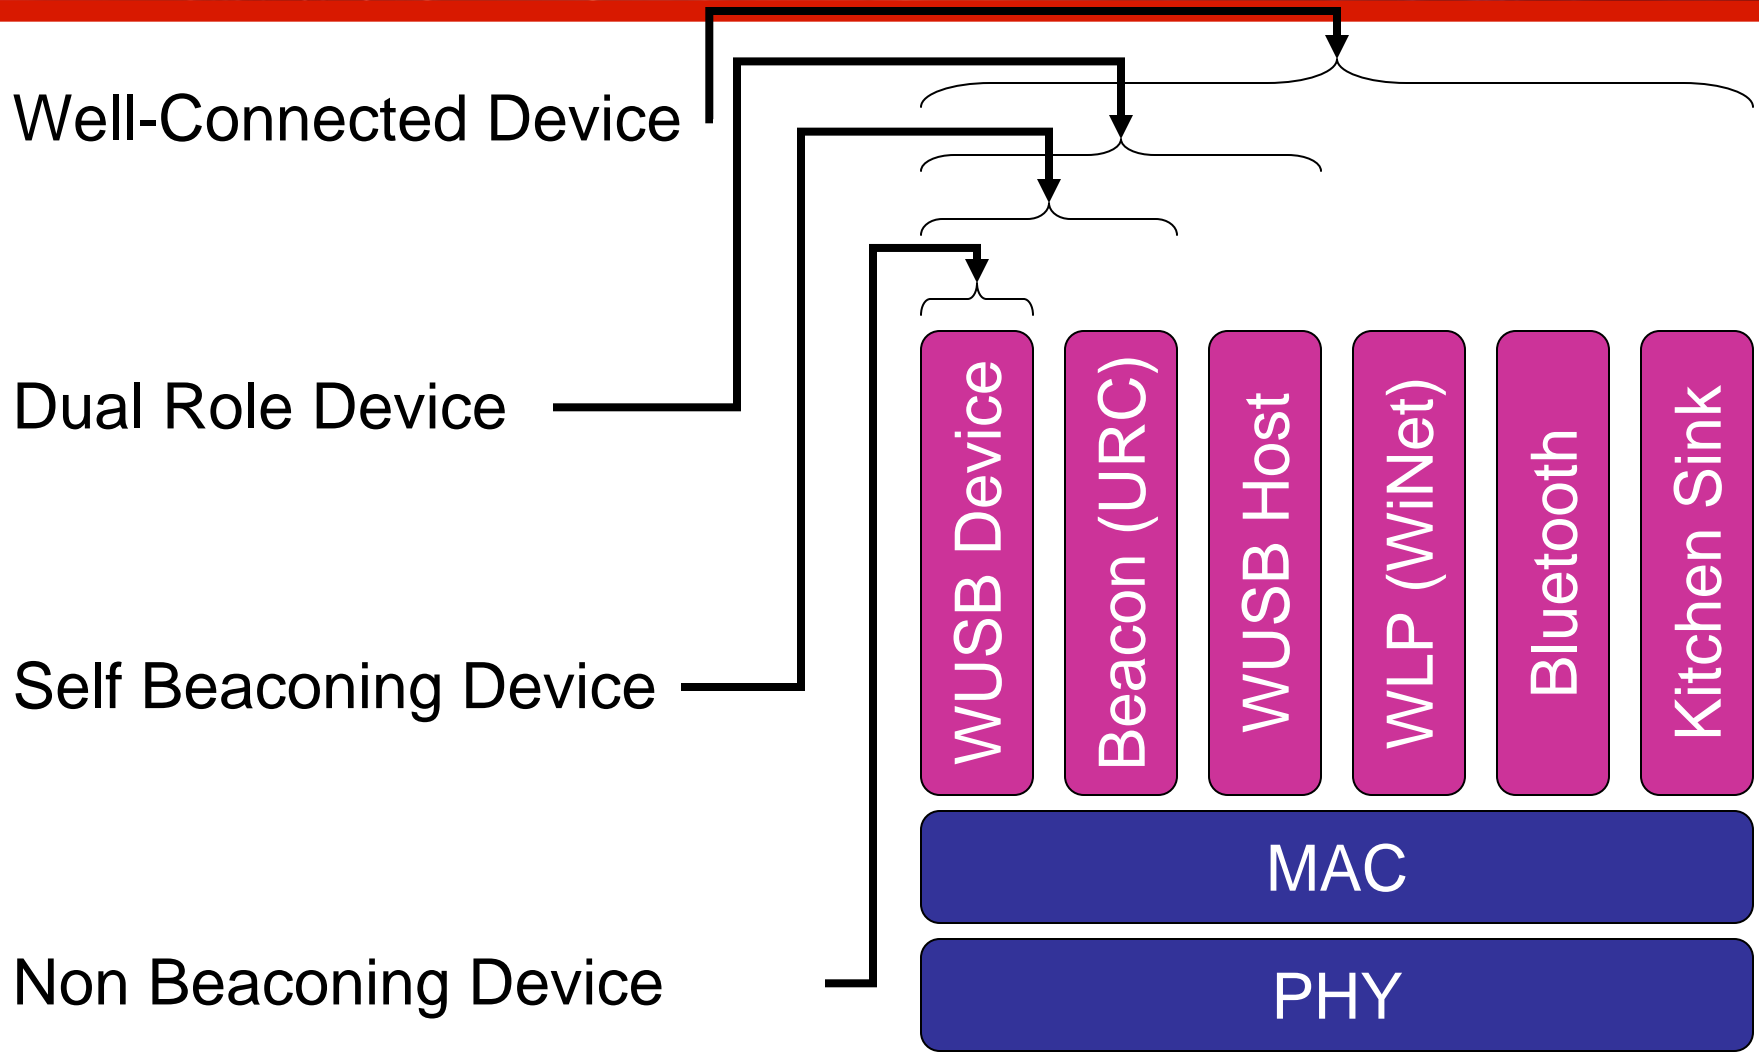 Well-Connected Device
Dual Role Device
Self Beaconing Device
Non Beaconing Device
WUSB Device
Beacon (URC)
WUSB Host
WLP (WiNet)
Bluetooth
Kitchen Sink
MAC
PHY